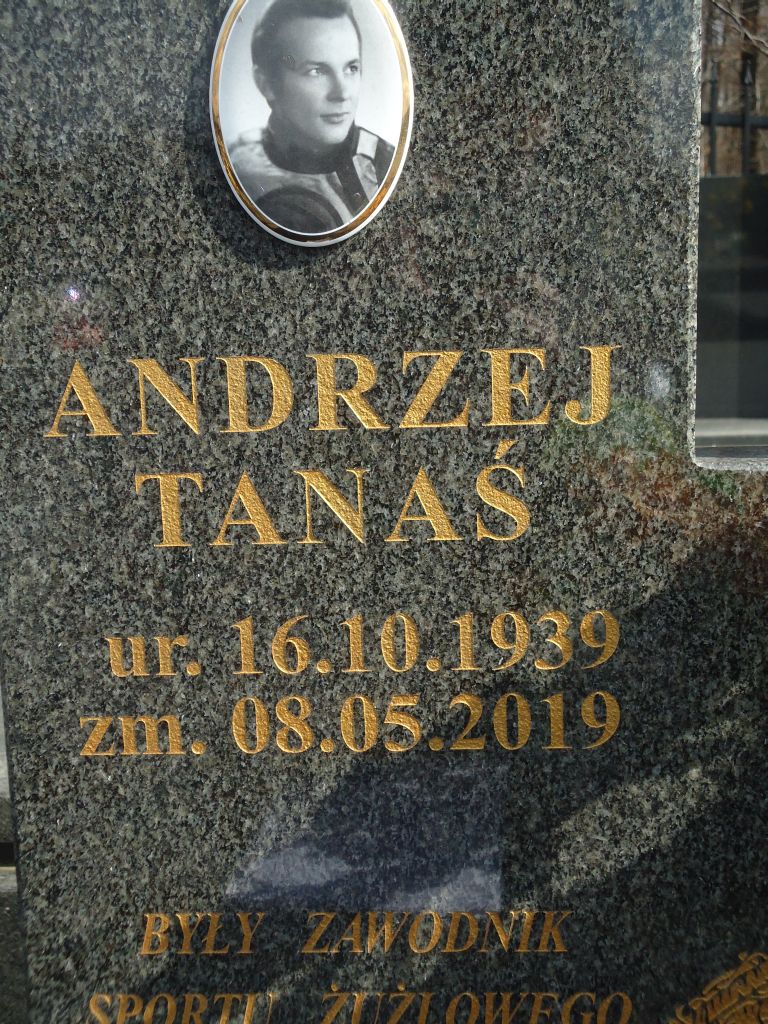 ANDRZEJ
TANAŚ
ur. 16.10.1939
zm. 08.05.2019
BYŁY ZAWODNIK
SPORTU ŻUŻLOWEGO